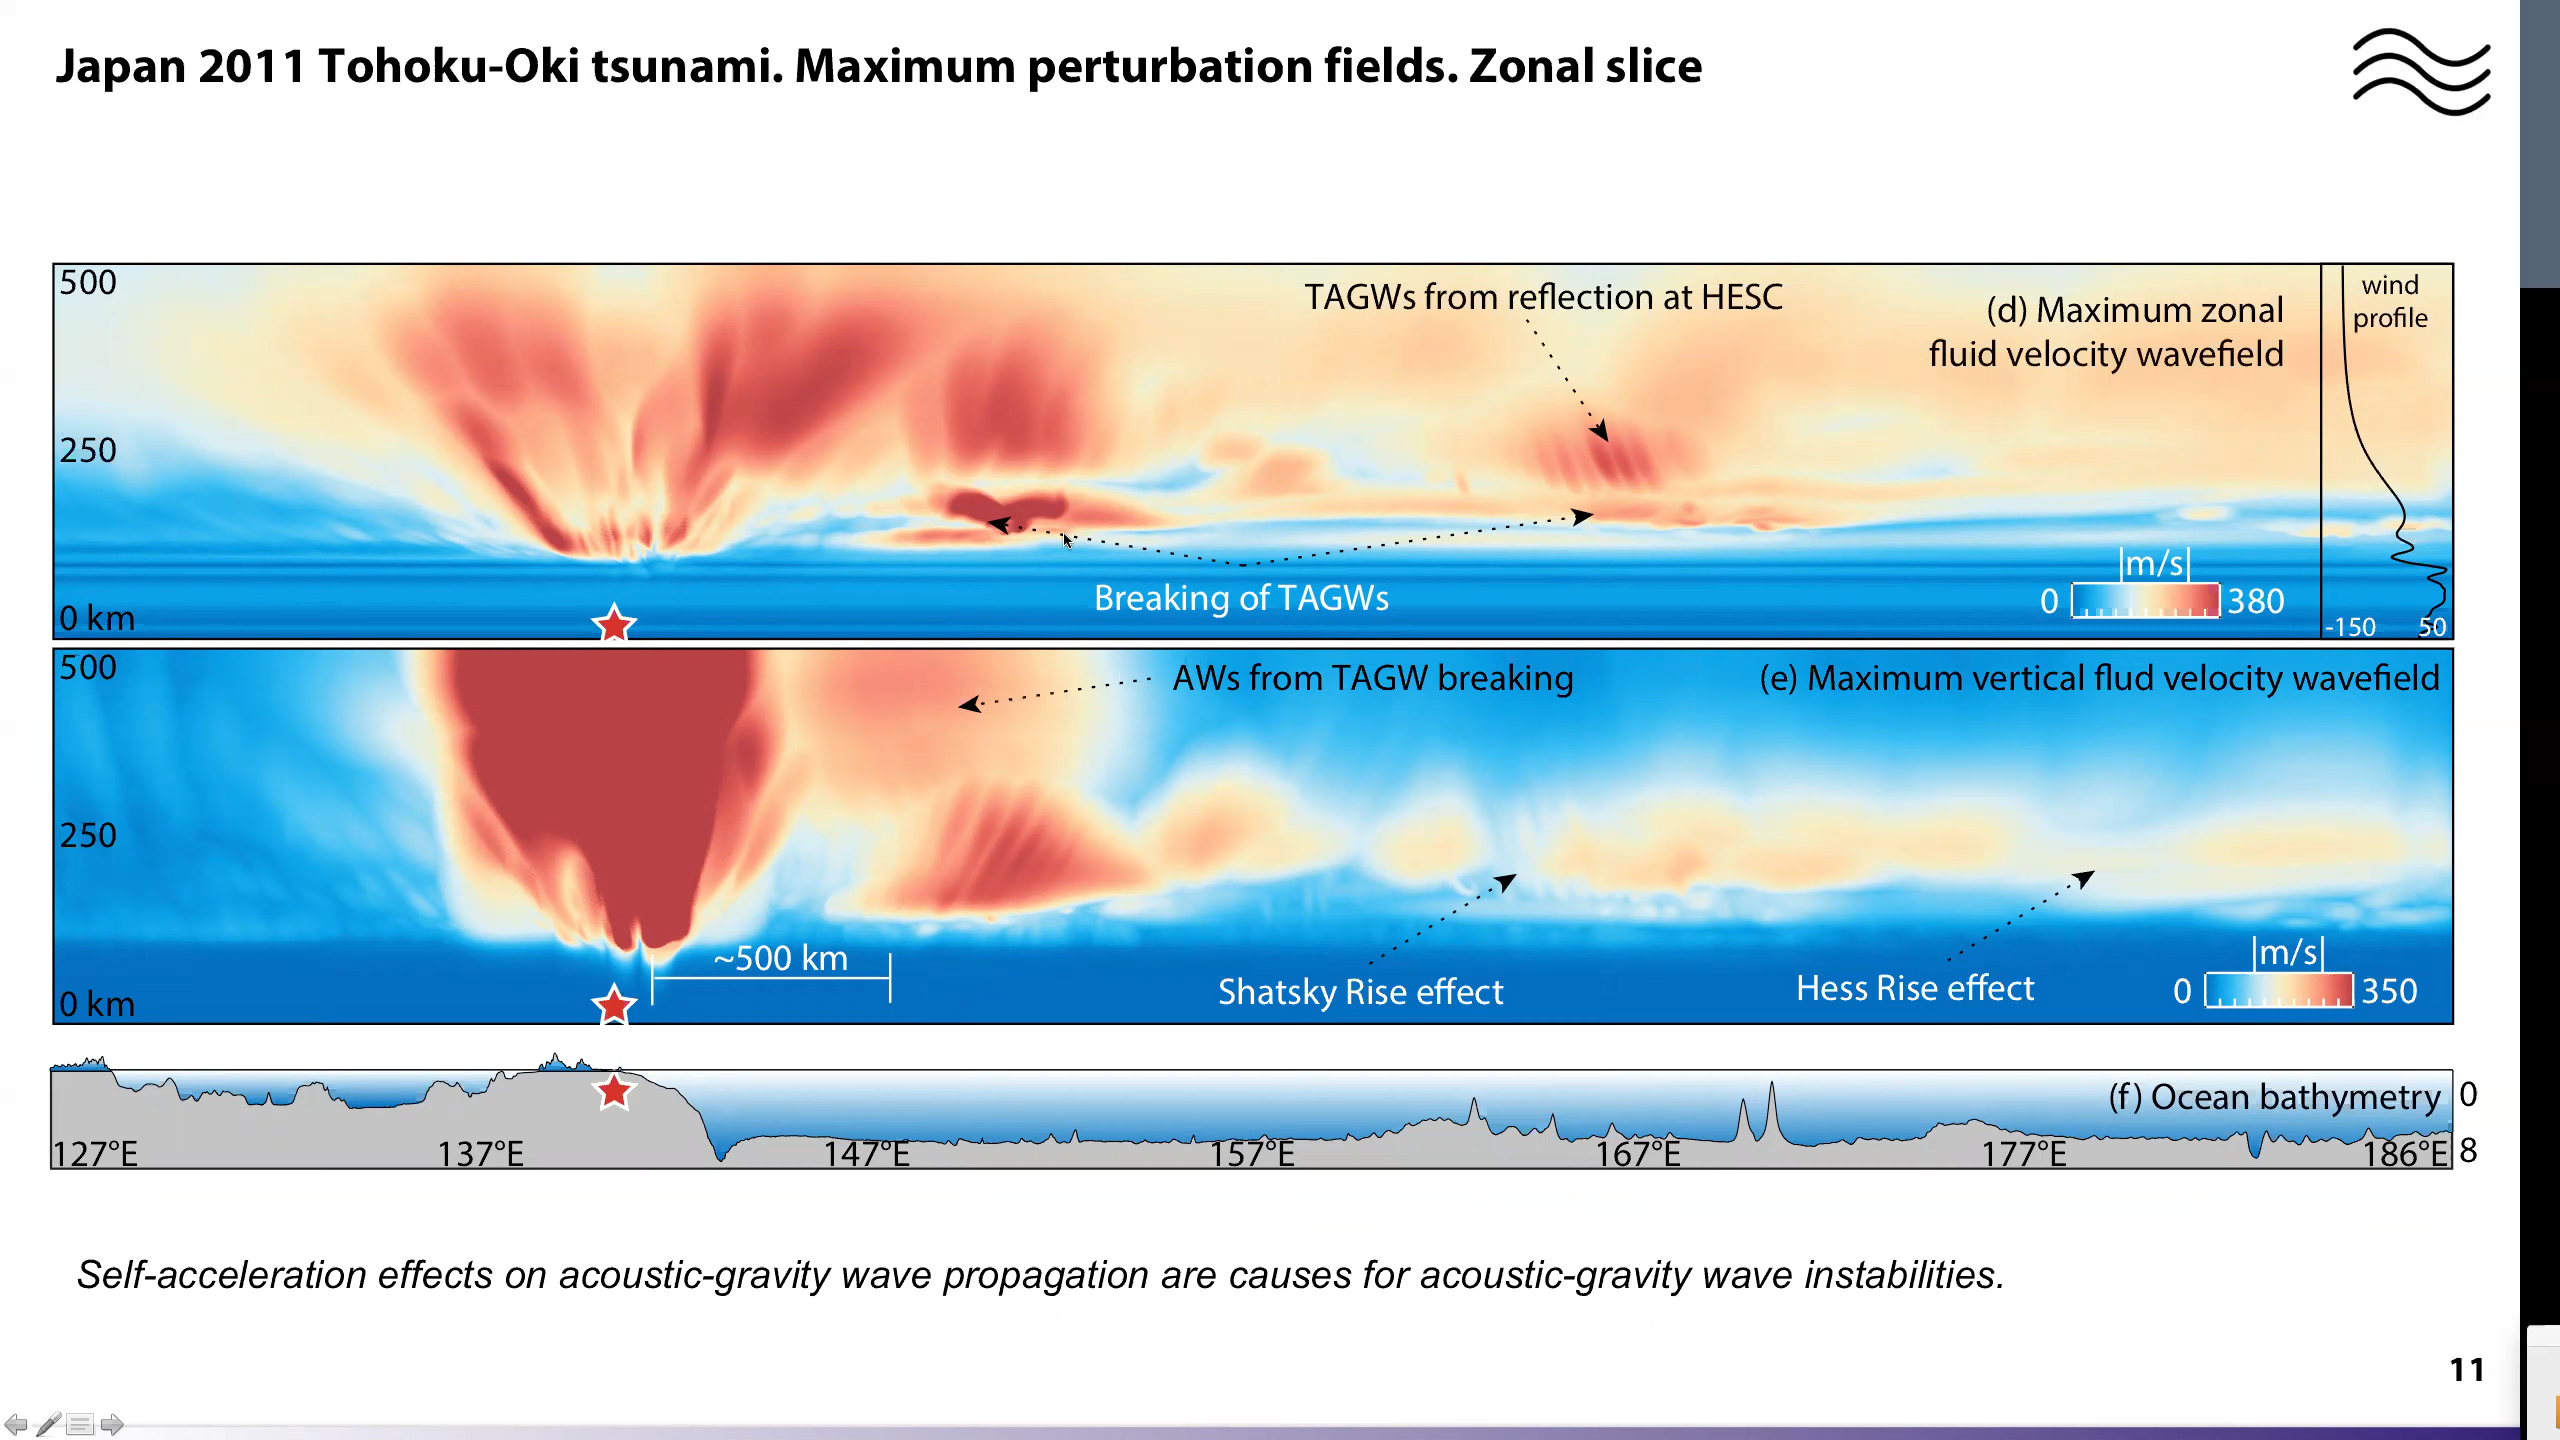 Japan 2011 Tohoku-Oki tsunami. Maximum perturbation fields. Zonal slice
500
250
0 km
TAGWs from reflection at HESC
(d) Maximum zonal
fluid velocity wavefield
wind
profile
Breaking of TAGWs
|m/s|
0 380
-150 50
500
250
0 km
AWs from TAGW breaking
(e) Maximum vertical flud velocity wavefield
~500 km
Shatsky Rise effect
Hess Rise effect
|m/s|
0 350
(f) Ocean bathymetry
0
8
127°E 137°E 147°E 157°E 167°E 177°E 186°E
Self-acceleration effects on acoustic-gravity wave propagation are causes for acoustic-gravity wave instabilities.
11